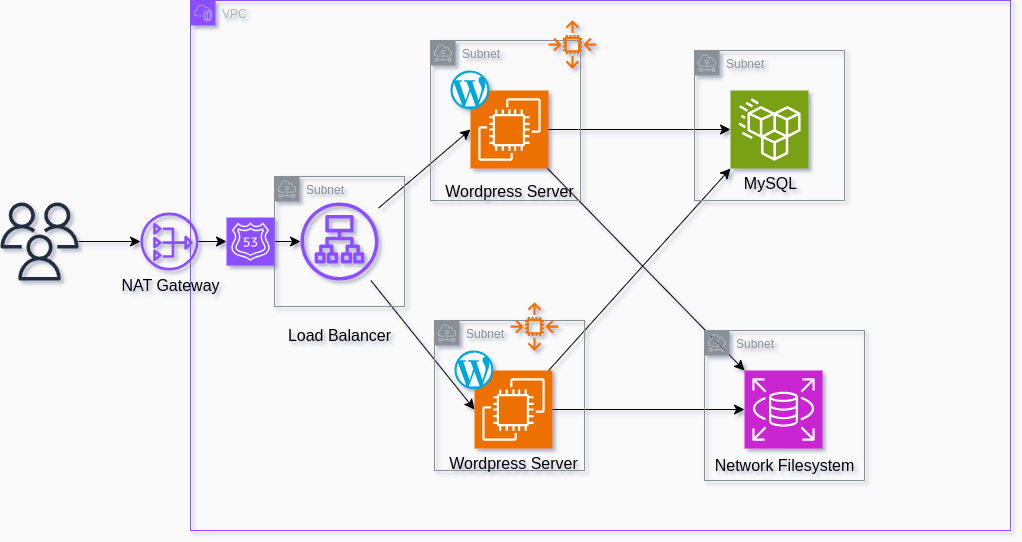 VPC
Subnet
Subnet
Wordpress Server
MySQL
Subnet
53
NAT Gateway
Load Balancer
Subnet
Wordpress Server
Subnet
Network Filesystem